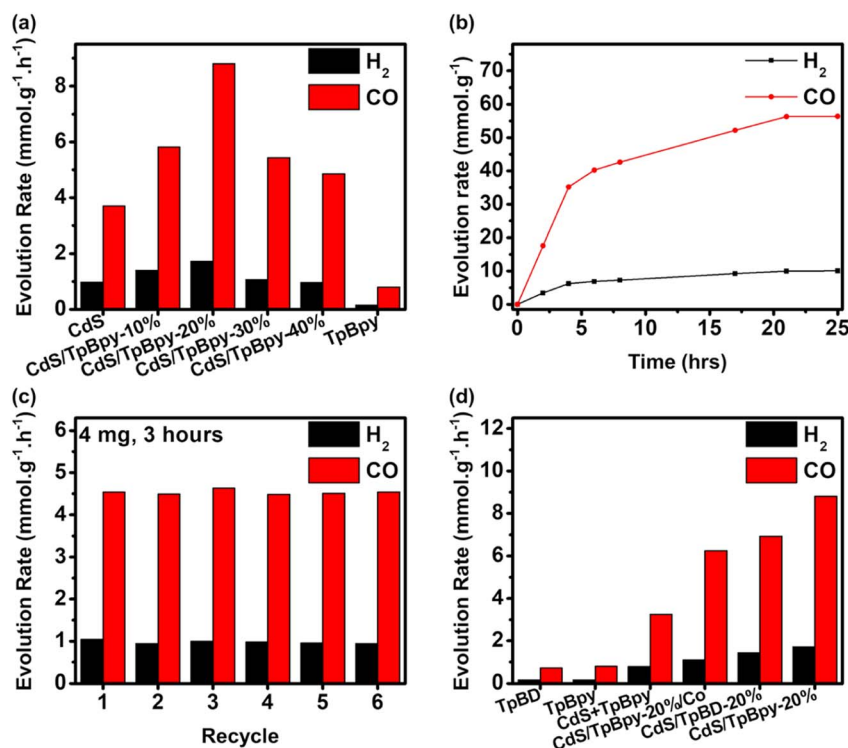 (a)
H₂
CO
Evolution Rate (mmol.g⁻¹.h⁻¹)
8
6
4
2
0
CdS
CdS/TpBpy-10%
CdS/TpBpy-20%
CdS/TpBpy-30%
CdS/TpBpy-40%
TpBpy
(b)
H₂
CO
Evolution rate (mmol.g⁻¹)
70
60
50
40
30
20
10
0
0
5
10
15
20
25
Time (hrs)
(c)
4 mg, 3 hours
H₂
CO
Evolution Rate (mmol.g⁻¹.h⁻¹)
6
5
4
3
2
1
0
1
2
3
4
5
6
Recycle
(d)
H₂
CO
Evolution Rate (mmol.g⁻¹.h⁻¹)
12
10
8
6
4
2
0
TpBD
TpBpy
CdS+TpBpy
CdS/TpBpy-20%/Co
CdS/TpBD-20%
CdS/TpBpy-20%